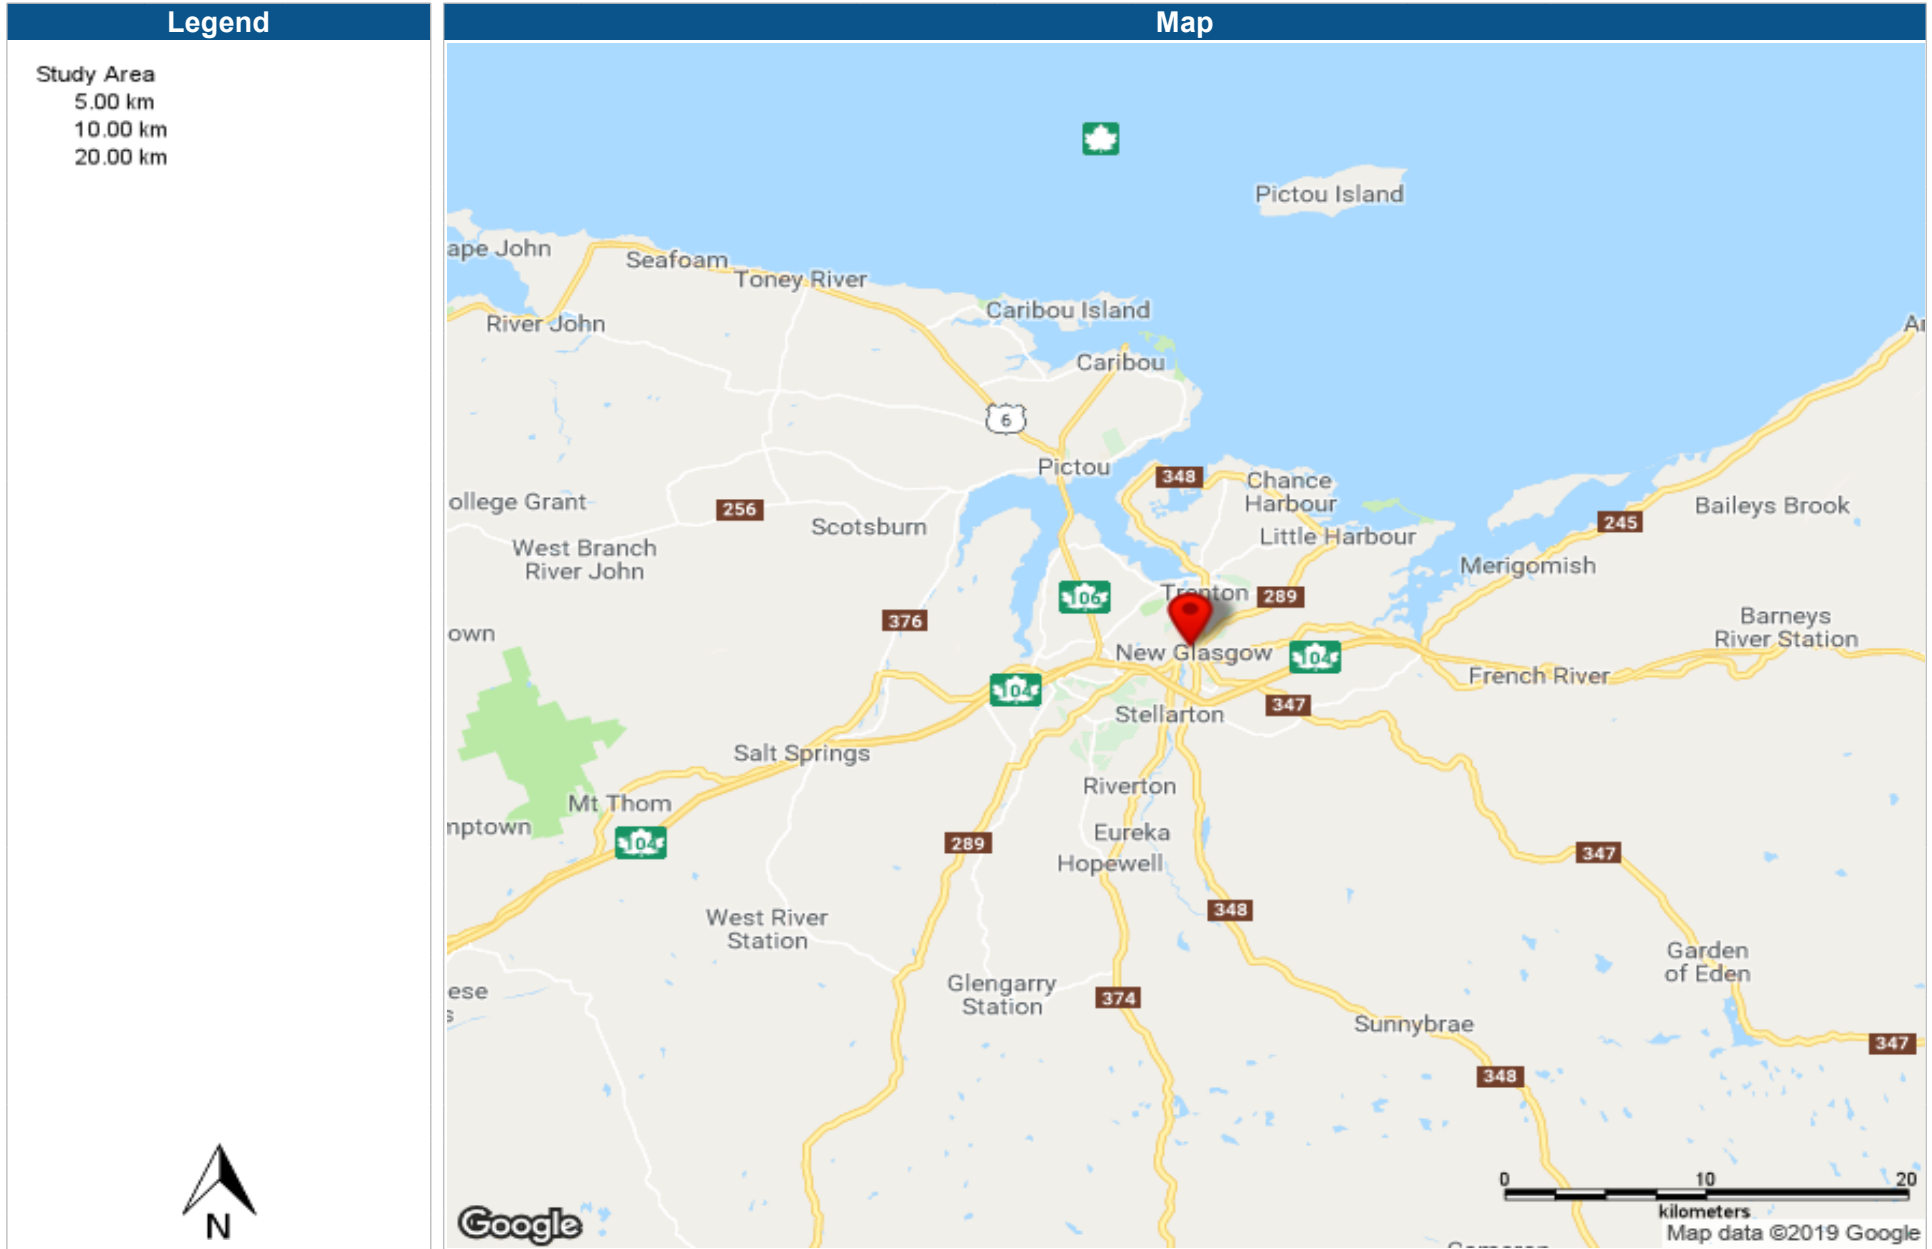 Legend
Study Area
5.00 km
10.00 km
20.00 km
N
Map
Pictou Island
ape John
Seafoam
Toney River
Caribou Island
River John
Ar
Caribou
6
Pictou
348
Chance
Harbour
ollege Grant
256
Scotsburn
Baileys Brook
245
Little Harbour
West Branch
River John
Merigomish
Trenton
289
106
376
Barneys
River Station
own
New Glasgow
104
French River
104
347
Stellarton
Salt Springs
Riverton
Mt Thom
mptown
Eureka
104
289
Hopewell
347
348
West River
Station
Garden
of Eden
ese
s
Glengarry
Station
374
Sunnybrae
347
348
0 10 20
kilometers
Google
Map data ©2019 Google